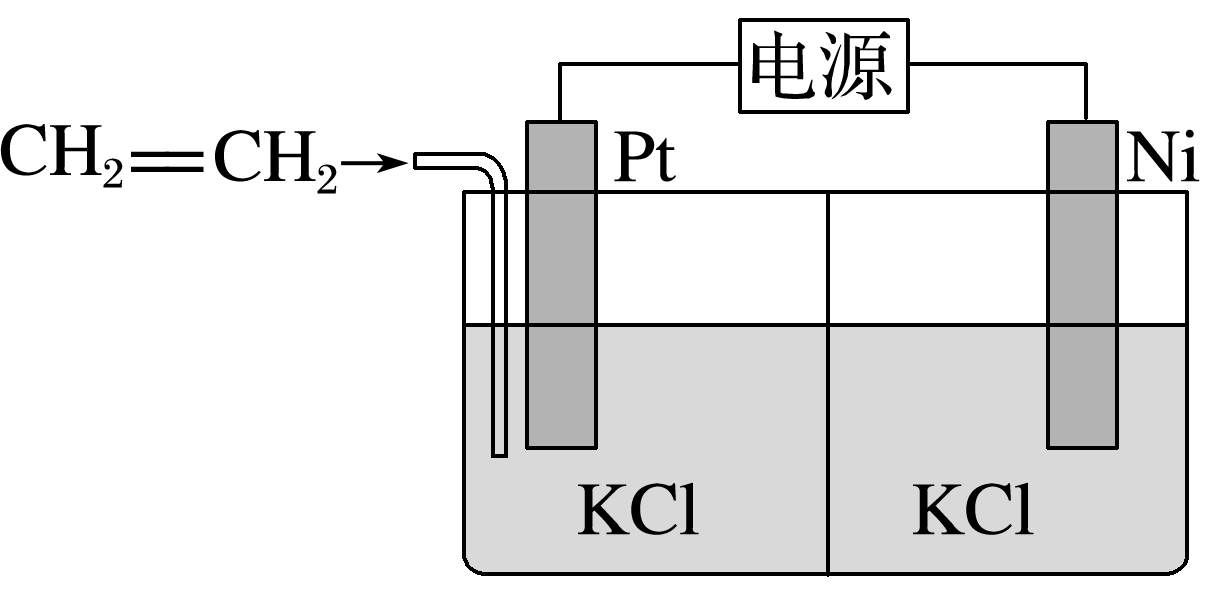 电源
CH₂=CH₂→
Pt
Ni
KCl
KCl